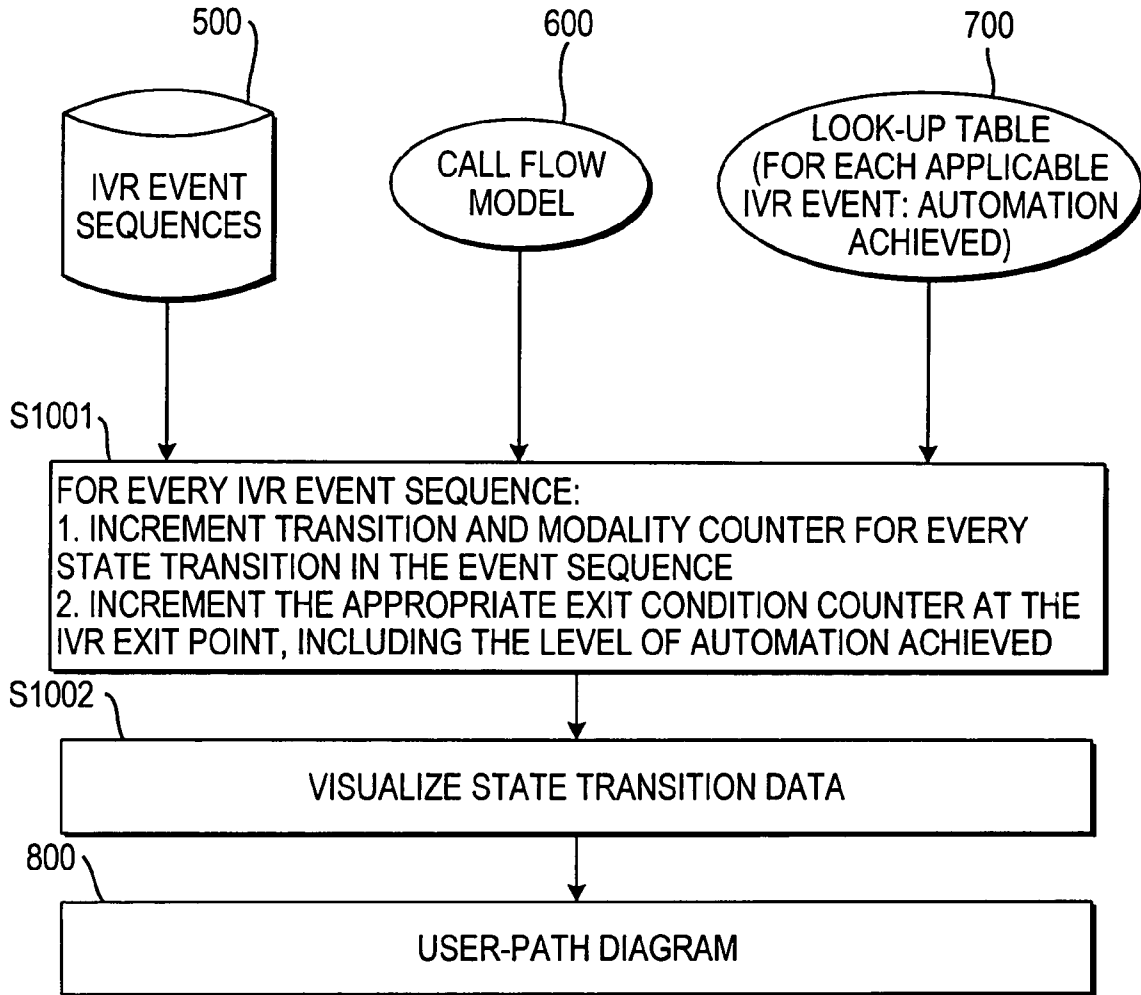 500
600
700
IVR EVENT
SEQUENCES
CALL FLOW
MODEL
LOOK-UP TABLE
(FOR EACH APPLICABLE
IVR EVENT: AUTOMATION
ACHIEVED)
S1001
FOR EVERY IVR EVENT SEQUENCE:
1. INCREMENT TRANSITION AND MODALITY COUNTER FOR EVERY
STATE TRANSITION IN THE EVENT SEQUENCE
2. INCREMENT THE APPROPRIATE EXIT CONDITION COUNTER AT THE
IVR EXIT POINT, INCLUDING THE LEVEL OF AUTOMATION ACHIEVED
S1002
VISUALIZE STATE TRANSITION DATA
800
USER-PATH DIAGRAM